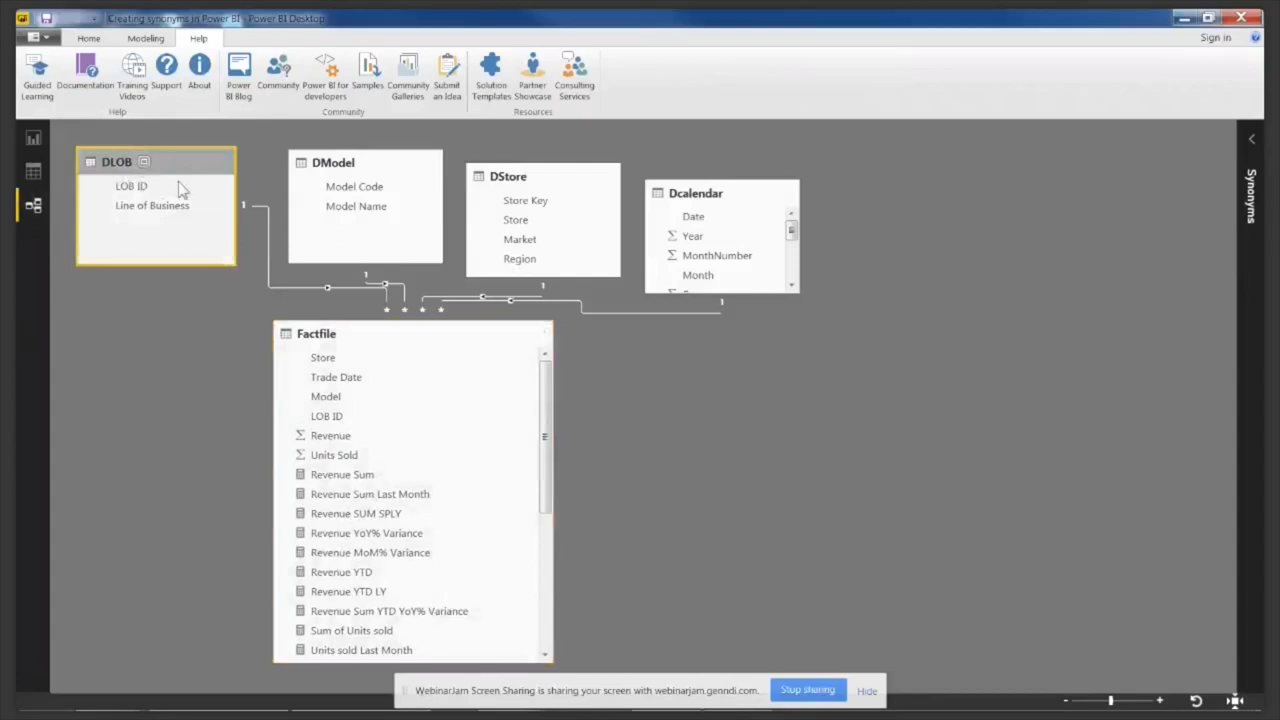 Creating synonyms in Power BI - Power BI Desktop
Home Modeling Help
Sign in
Guided Learning
Documentation
Training Videos
Support
About
Power BI Blog
Community
Power BI for developers
Samples
Community Galleries
Submit an Idea
Solution Templates
Partner Showcase
Consulting Services
Help
Community
Resources
DLOB
LOB ID
Line of Business
1
DModel
Model Code
Model Name
1
DStore
Store Key
Store
Market
Region
1
Dcalendar
Date
Σ Year
Σ MonthNumber
Month
1
* * * *
Synonyms
Factfile
Store
Trade Date
Model
LOB ID
Σ Revenue
Σ Units Sold
Revenue Sum
Revenue Sum Last Month
Revenue SUM SPLY
Revenue YoY% Variance
Revenue MoM% Variance
Revenue YTD
Revenue YTD LY
Revenue Sum YTD YoY% Variance
Sum of Units sold
Units sold Last Month
WebinarJam Screen Sharing is sharing your screen with webinarjam.genndi.com...
Stop sharing
Hide